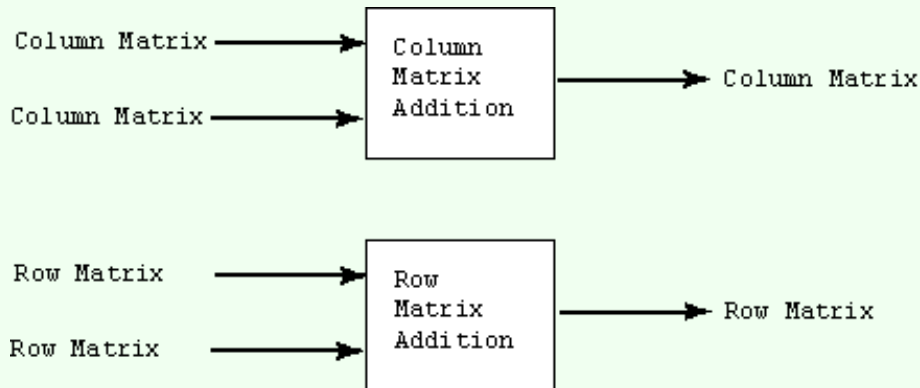 Column Matrix
Column Matrix
Column
Matrix
Addition
Column Matrix
Row Matrix
Row Matrix
Row
Matrix
Addition
Row Matrix